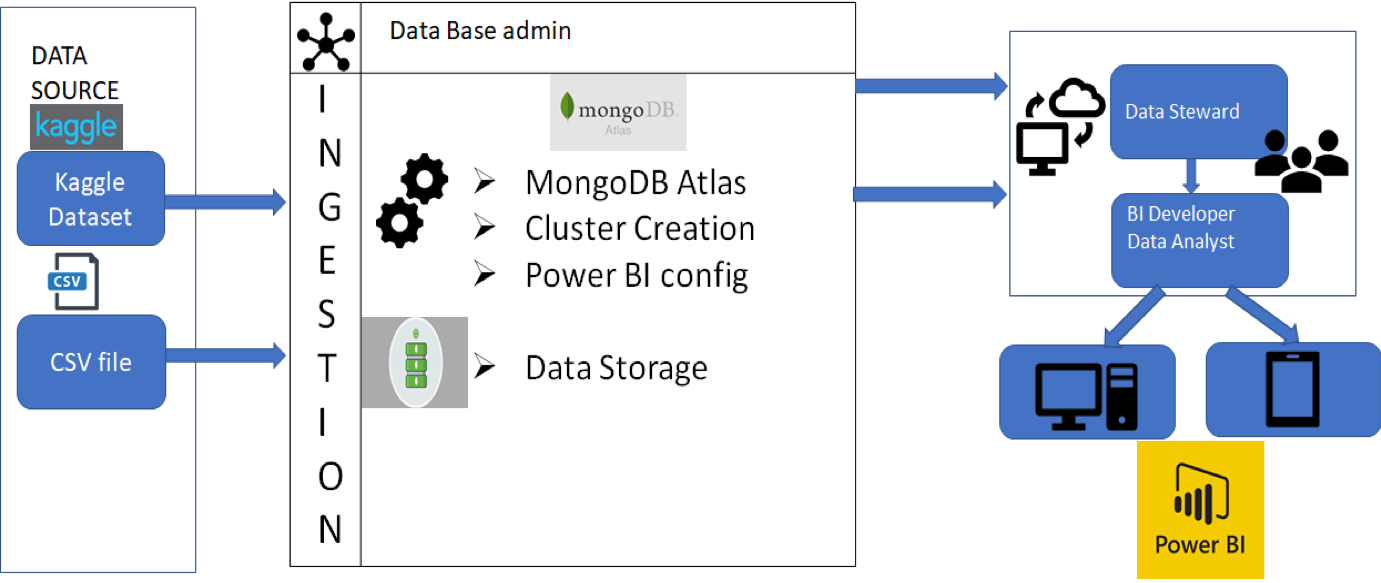 DATA
SOURCE
kaggle
Kaggle
Dataset
CSV
CSV file
INGESTION
Data Base admin
mongoDB.
Atlas
MongoDB Atlas
Cluster Creation
Power BI config
Data Storage
Data Steward
BI Developer
Data Analyst
Power BI